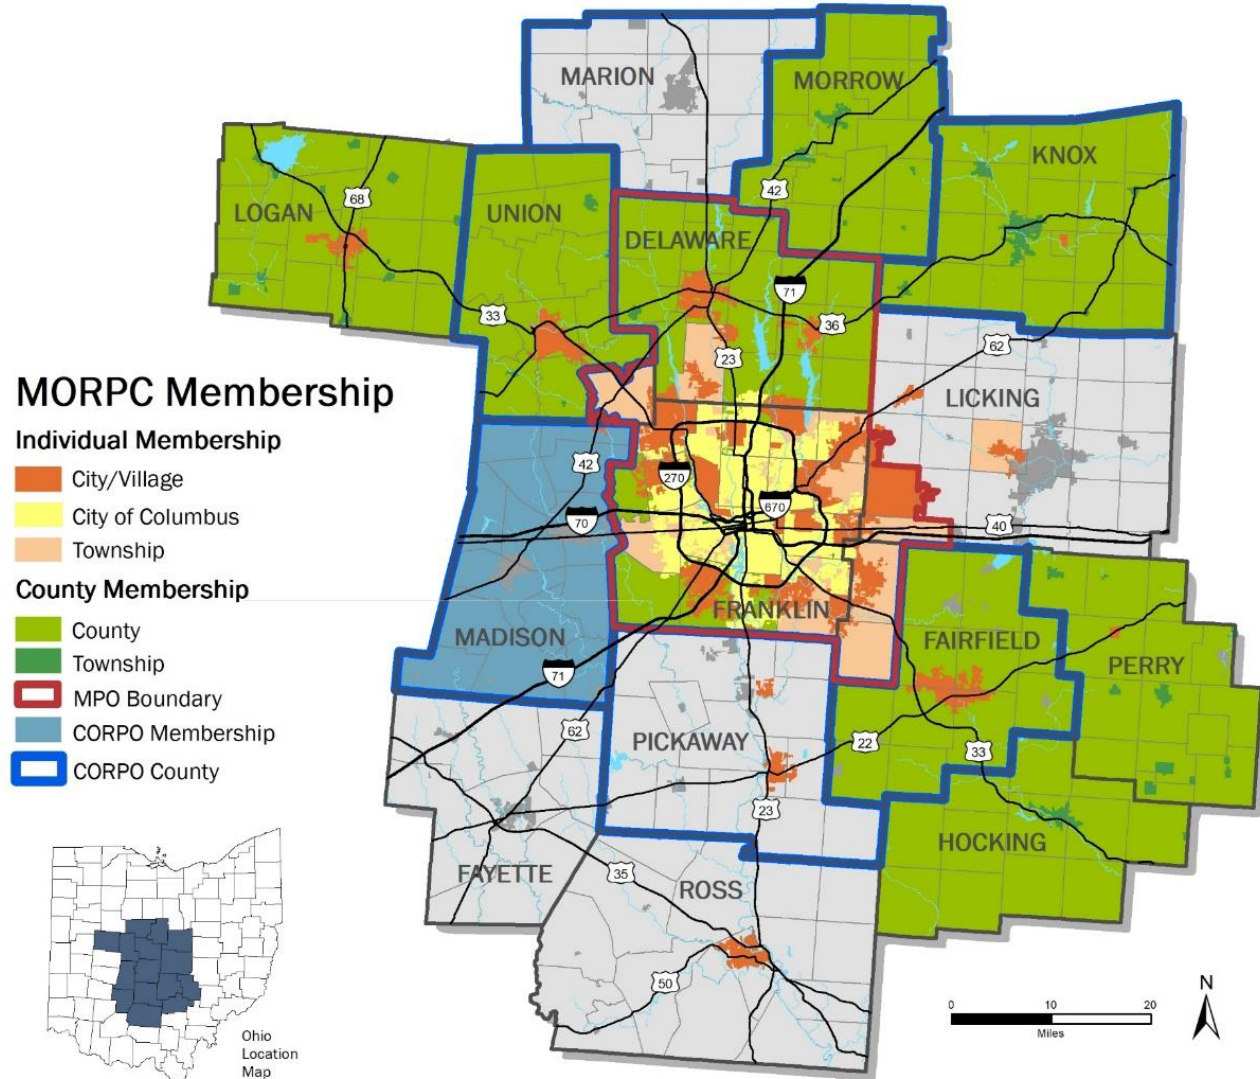 MARION
MORROW
KNOX
42
LOGAN
68
UNION
DELAWARE
71
33
36
23
62
LICKING
MORPC Membership
Individual Membership
City/Village
City of Columbus
Township
County Membership
County
Township
MPO Boundary
CORPO Membership
CORPO County
42
270
670
70
40
FRANKLIN
MADISON
FAIRFIELD
PERRY
71
62
PICKAWAY
22
33
23
HOCKING
FAYETTE
35
ROSS
50
Ohio
Location
Map
0 10 20
Miles
N